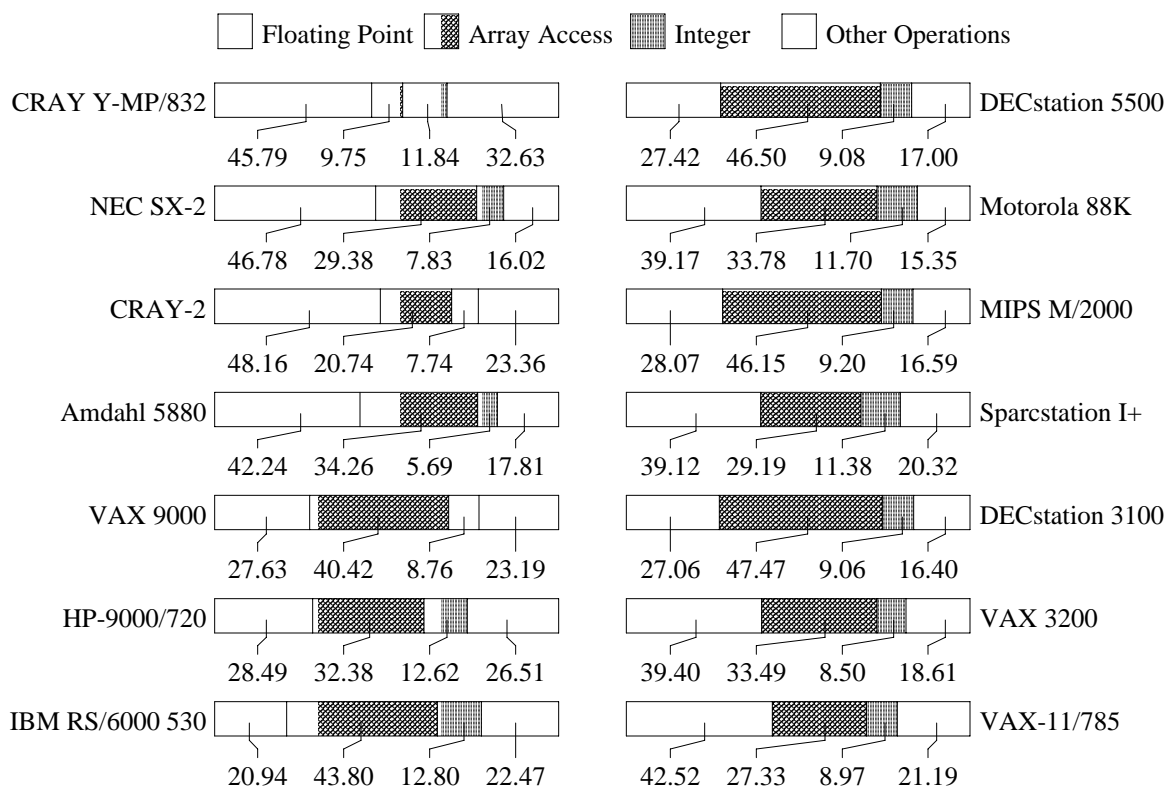 Floating Point Array Access Integer Other Operations
CRAY Y-MP/832 DECstation 5500
45.79 9.75 11.84 32.63 27.42 46.50 9.08 17.00
NEC SX-2 Motorola 88K
46.78 29.38 7.83 16.02 39.17 33.78 11.70 15.35
CRAY-2 MIPS M/2000
48.16 20.74 7.74 23.36 28.07 46.15 9.20 16.59
Amdahl 5880 Sparcstation I+
42.24 34.26 5.69 17.81 39.12 29.19 11.38 20.32
VAX 9000 DECstation 3100
27.63 40.42 8.76 23.19 27.06 47.47 9.06 16.40
HP-9000/720 VAX 3200
28.49 32.38 12.62 26.51 39.40 33.49 8.50 18.61
IBM RS/6000 530 VAX-11/785
20.94 43.80 12.80 22.47 42.52 27.33 8.97 21.19